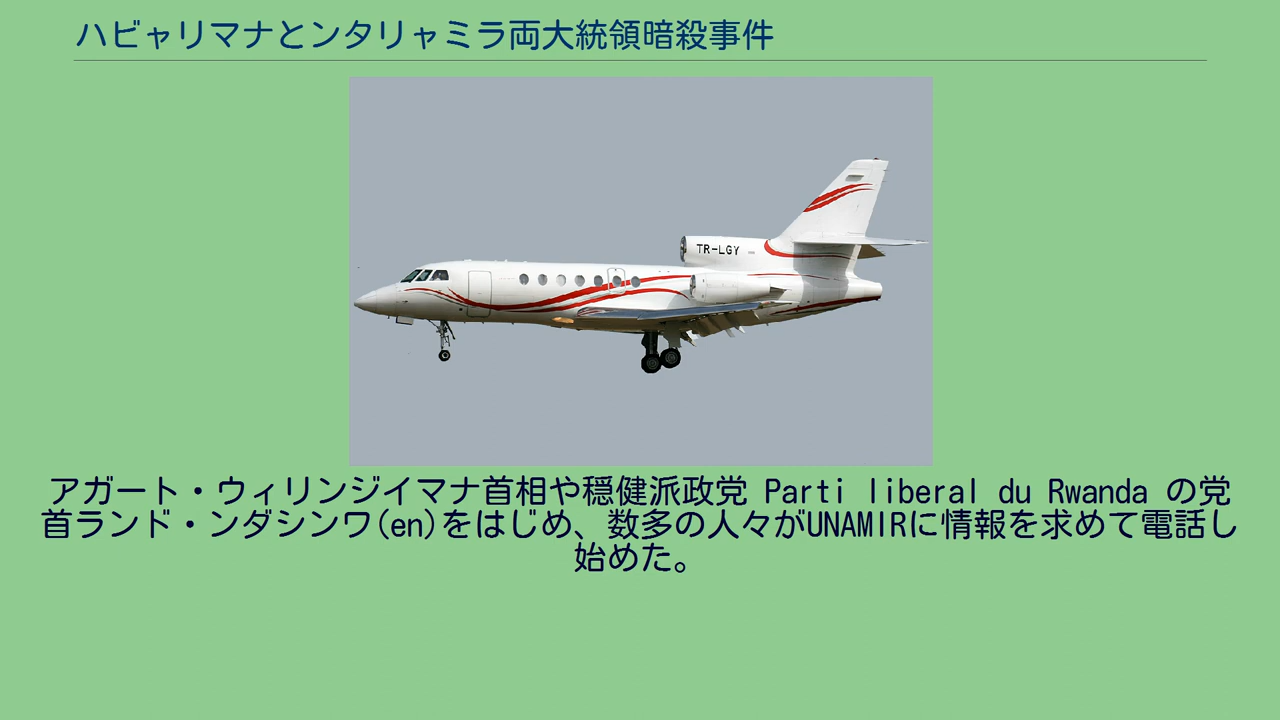 ハビャリマナとンタリャミラ両大統領暗殺事件
TR-LGY
アガート・ウィリンジイマナ首相や穏健派政党 Parti liberal du Rwanda の党
首ランド・ンダシンワ(en)をはじめ、数多の人々がUNAMIRに情報を求めて電話し
始めた。